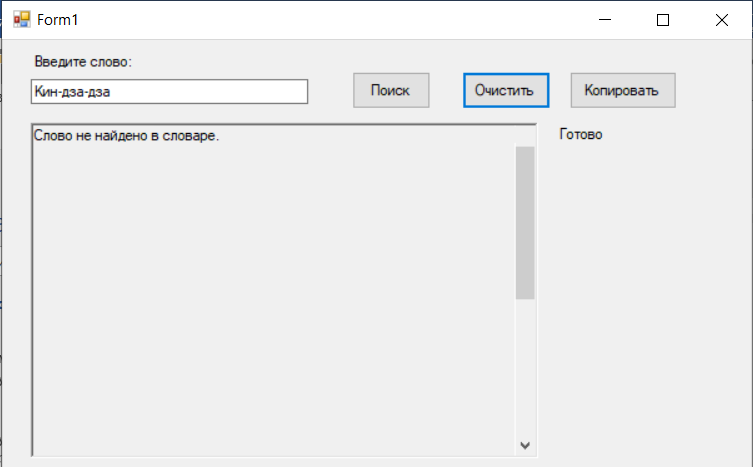 Form1
Введите слово:
Кин-дза-дза
Поиск
Очистить
Копировать
Слово не найдено в словаре.
Готово